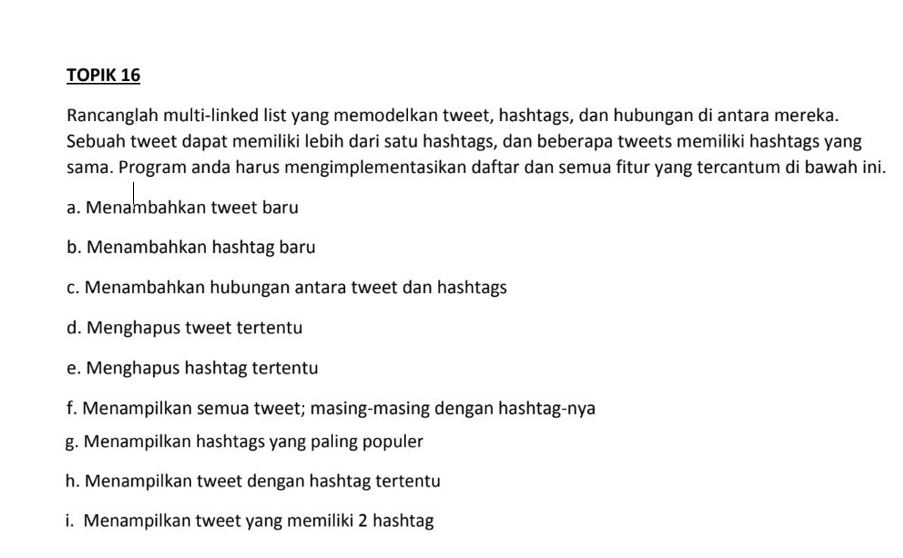 TOPIK 16
Rancanglah multi-linked list yang memodelkan tweet, hashtags, dan hubungan di antara mereka.
Sebuah tweet dapat memiliki lebih dari satu hashtags, dan beberapa tweets memiliki hashtags yang
sama. Program anda harus mengimplementasikan daftar dan semua fitur yang tercantum di bawah ini.
a. Menambahkan tweet baru
b. Menambahkan hashtag baru
c. Menambahkan hubungan antara tweet dan hashtags
d. Menghapus tweet tertentu
e. Menghapus hashtag tertentu
f. Menampilkan semua tweet; masing-masing dengan hashtag-nya
g. Menampilkan hashtags yang paling populer
h. Menampilkan tweet dengan hashtag tertentu
i. Menampilkan tweet yang memiliki 2 hashtag